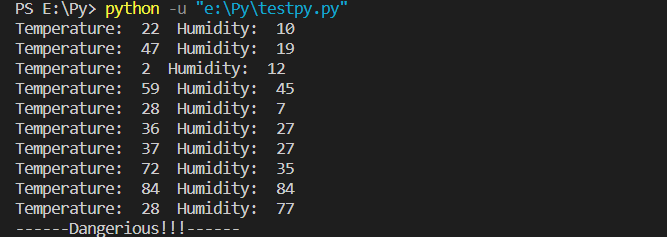 PS E:\Py> python -u "e:\Py\testpy.py"
Temperature:  22  Humidity:  10
Temperature:  47  Humidity:  19
Temperature:  2  Humidity:  12
Temperature:  59  Humidity:  45
Temperature:  28  Humidity:  7
Temperature:  36  Humidity:  27
Temperature:  37  Humidity:  27
Temperature:  72  Humidity:  35
Temperature:  84  Humidity:  84
Temperature:  28  Humidity:  77
------Dangerious!!!------